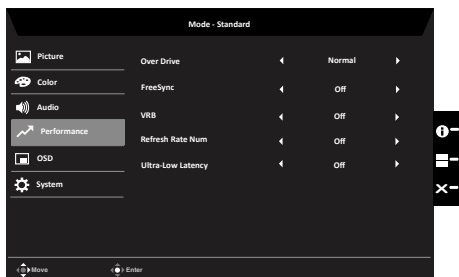 Mode - Standard
Picture
Color
Audio
Performance
OSD
System
Over Drive Normal
FreeSync Off
VRB Off
Refresh Rate Num Off
Ultra-Low Latency Off
Move Enter